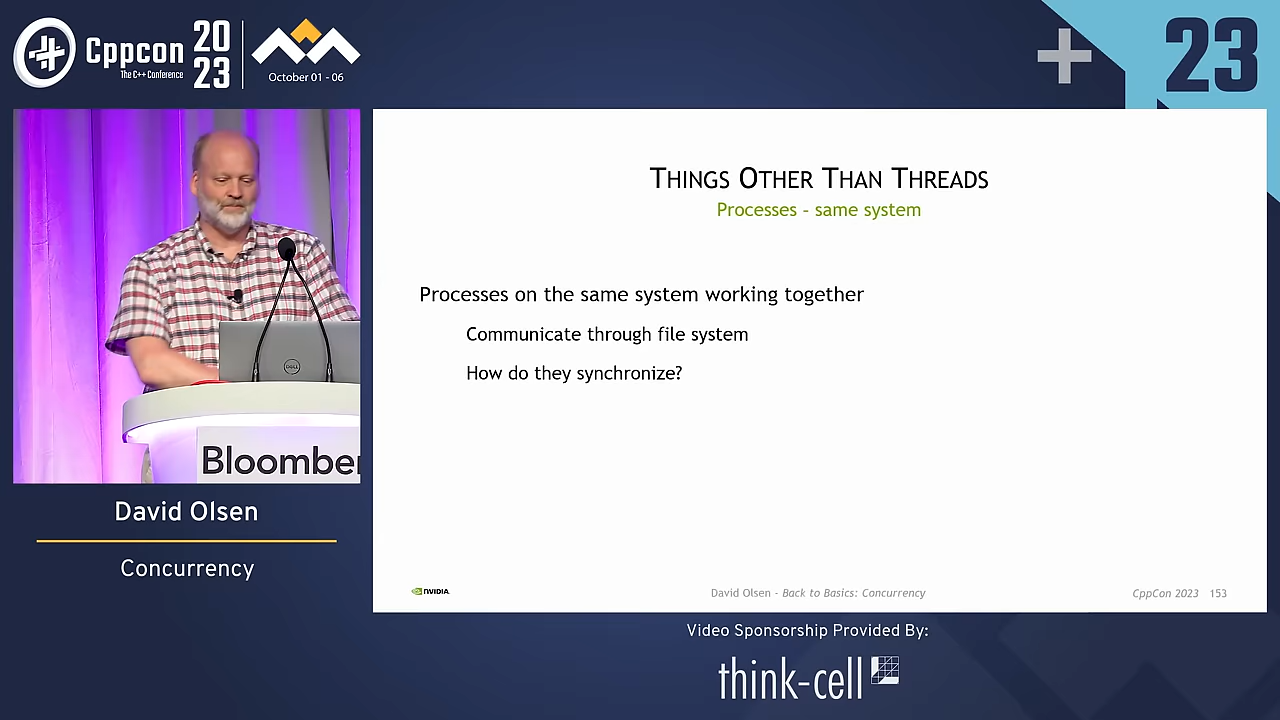 Cppcon
The C++ Conference
20
23
October 01 - 06
23
THINGS OTHER THAN THREADS
Processes - same system
Processes on the same system working together
Communicate through file system
How do they synchronize?
DELL
Bloomber
David Olsen
Concurrency
NVIDIA.
David Olsen - Back to Basics: Concurrency
CppCon 2023 153
Video Sponsorship Provided By:
think-cell